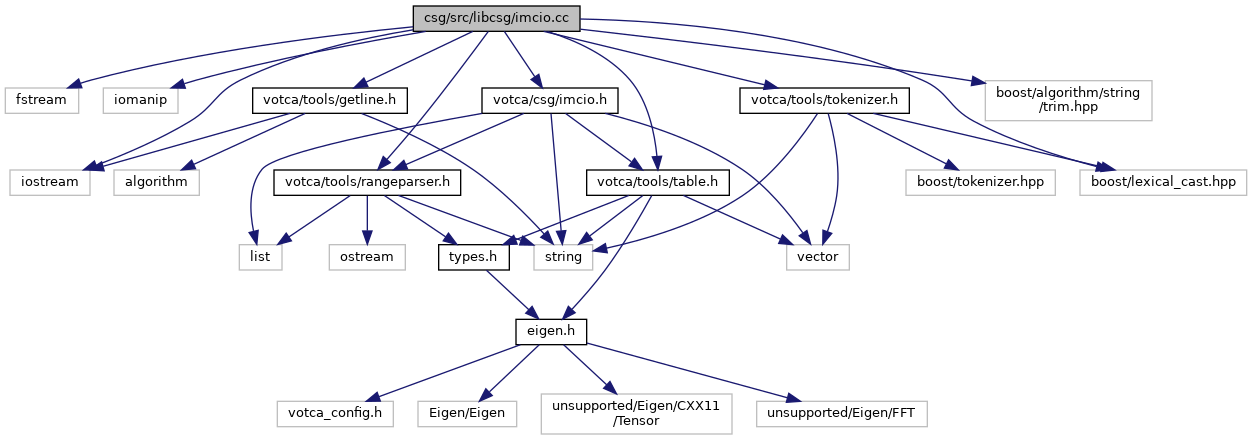 csg/src/libcsg/imcio.cc
fstream
iomanip
votca/tools/getline.h
votca/csg/imcio.h
votca/tools/tokenizer.h
boost/algorithm/string
/trim.hpp
iostream
algorithm
votca/tools/rangeparser.h
votca/tools/table.h
boost/tokenizer.hpp
boost/lexical_cast.hpp
list
ostream
types.h
string
vector
eigen.h
votca_config.h
Eigen/Eigen
unsupported/Eigen/CXX11
/Tensor
unsupported/Eigen/FFT